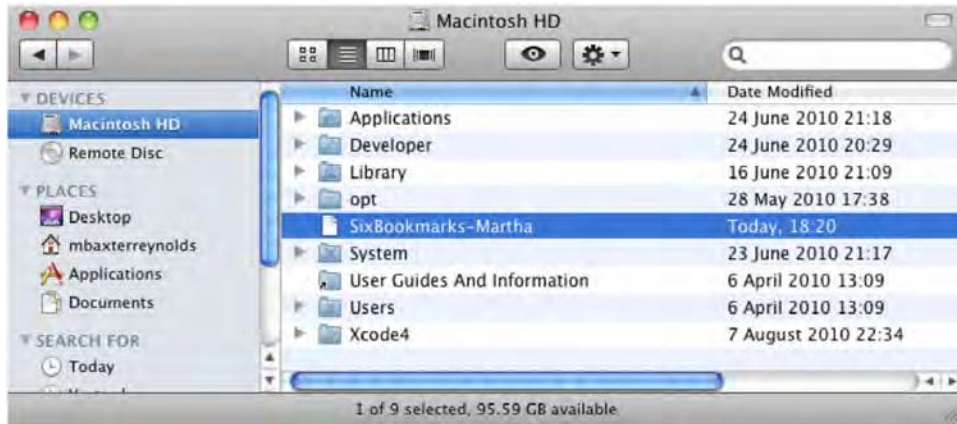 Macintosh HD
Name Date Modified
DEVICES
Macintosh HD
Remote Disc
PLACES
Desktop
mbaxterreynolds
Applications
Documents
SEARCH FOR
Today
Applications 24 June 2010 21:18
Developer 24 June 2010 20:29
Library 16 June 2010 21:09
opt 28 May 2010 17:38
SixBookmarks-Martha Today, 18:20
System 23 June 2010 21:17
User Guides And Information 6 April 2010 13:09
Users 6 April 2010 13:09
Xcode4 7 August 2010 22:34
1 of 9 selected, 95.59 GB available